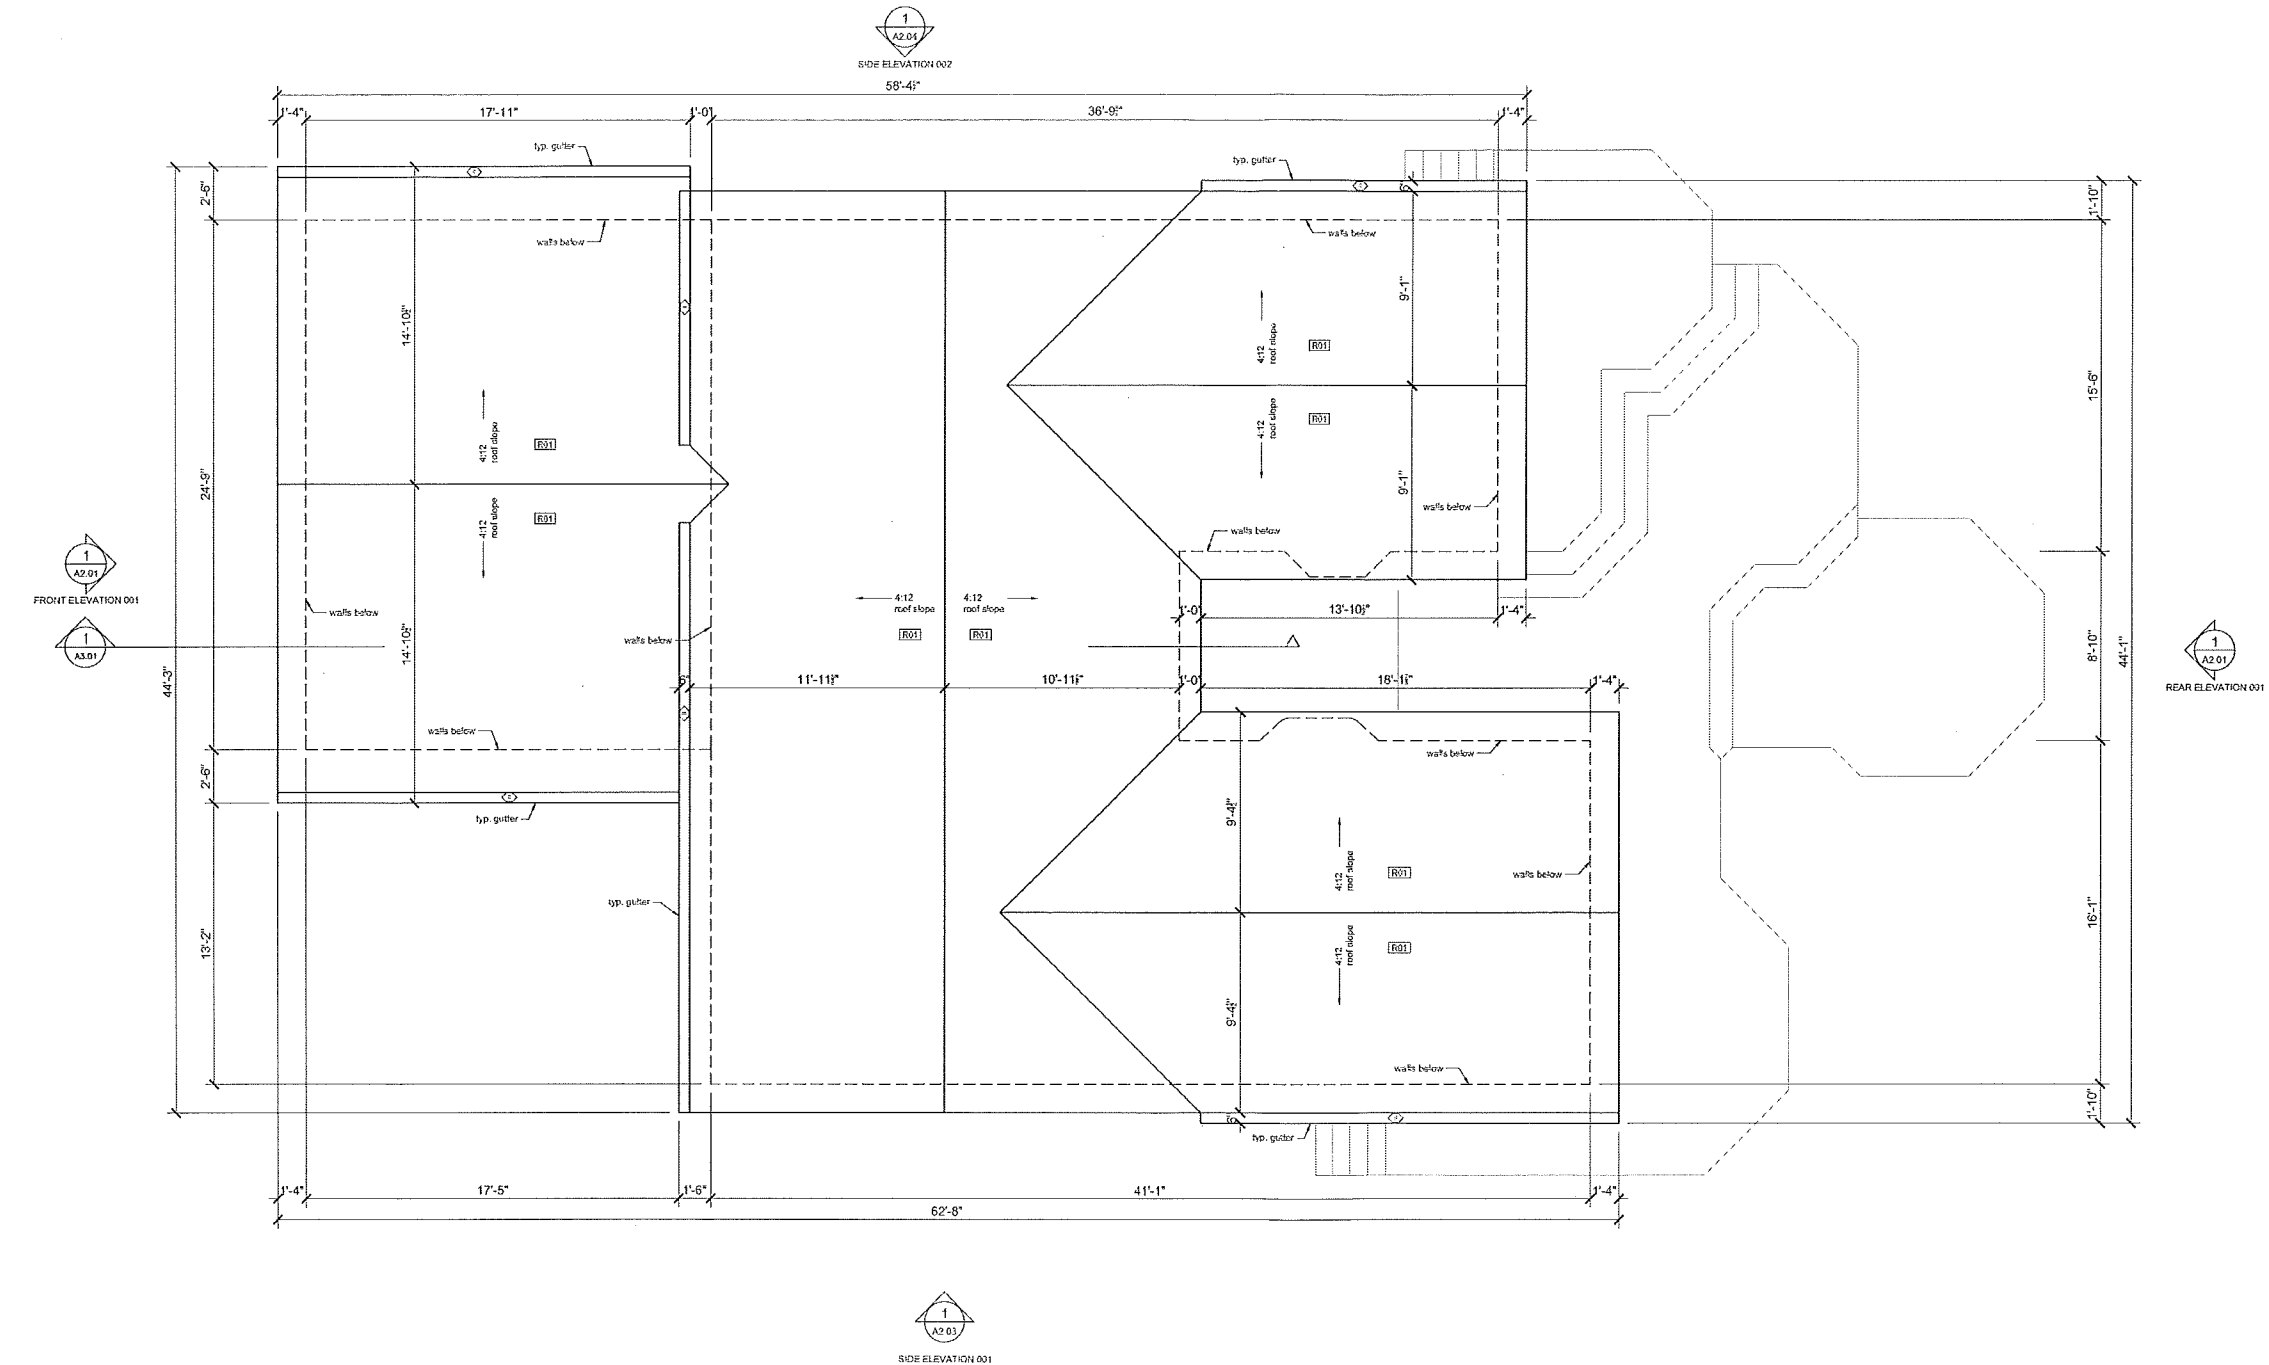 1
A2.04
SIDE ELEVATION 002
58'-4½"
1'-4"
17'-11"
1'-0"
36'-9½"
1'-4"
typ. gutter
typ. gutter
2'-6"
6"
1'-10"
walls below
walls below
14'-10½"
9'-1"
4:12
roof slope
R01
15'-6"
4:12
roof slope
R01
4:12
roof slope
R01
24'-9"
4:12
roof slope
R01
9'-1"
walls below
walls below
1
A2.01
FRONT ELEVATION 001
walls below
4:12
roof slope
R01
4:12
roof slope
R01
1'-0"
13'-10½"
1'-4"
1
A3.01
14'-10½"
walls below
44'-3"
8'-10"
44'-1"
1
A2.01
REAR ELEVATION 001
6"
11'-11½"
10'-11½"
1'-0"
18'-1½"
1'-4"
walls below
walls below
2'-6"
typ. gutter
9'-4½"
4:12
roof slope
R01
walls below
typ. gutter
13'-2"
16'-1"
4:12
roof slope
R01
9'-4½"
walls below
6"
typ. gutter
1'-10"
1'-4"
17'-5"
1'-6"
41'-1"
1'-4"
62'-8"
1
A2.03
SIDE ELEVATION 001